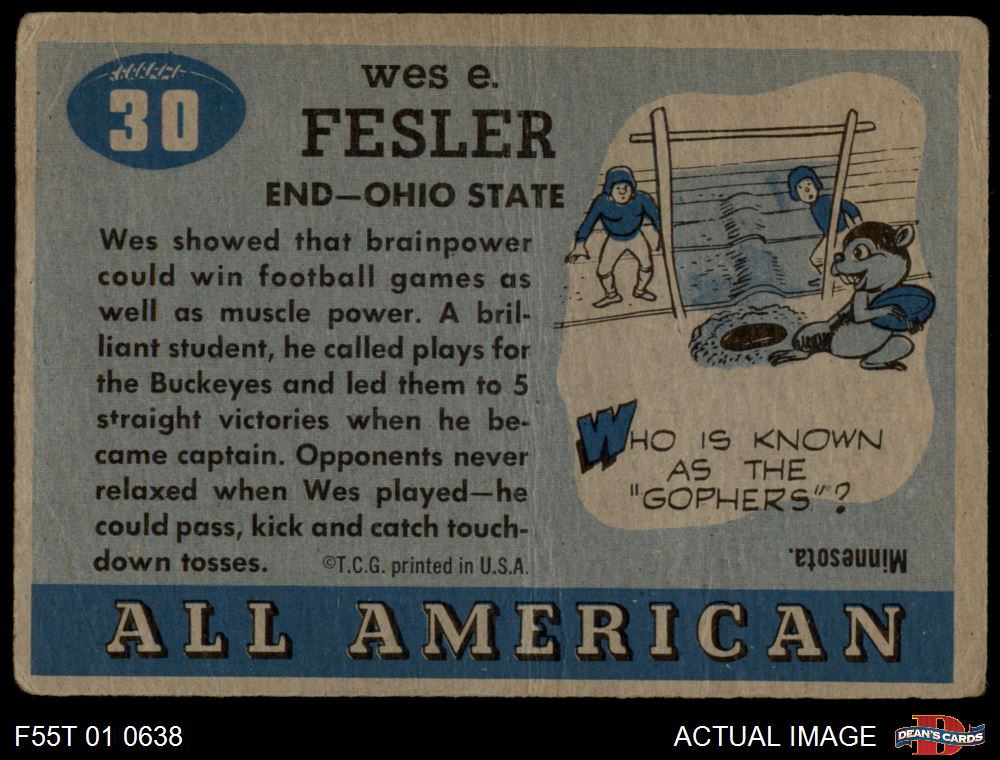 30
wes e.
FESLER
END—OHIO STATE
Wes showed that brainpower
could win football games as
well as muscle power. A bril-
liant student, he called plays for
the Buckeyes and led them to 5
straight victories when he be-
came captain. Opponents never
relaxed when Wes played—he
could pass, kick and catch touch-
down tosses. ©T.C.G. printed in U.S.A.
WHO IS KNOWN
AS THE
"GOPHERS"?
Minnesota.
ALL AMERICAN
F55T 01 0638
ACTUAL IMAGE
D
DEAN'S CARDS